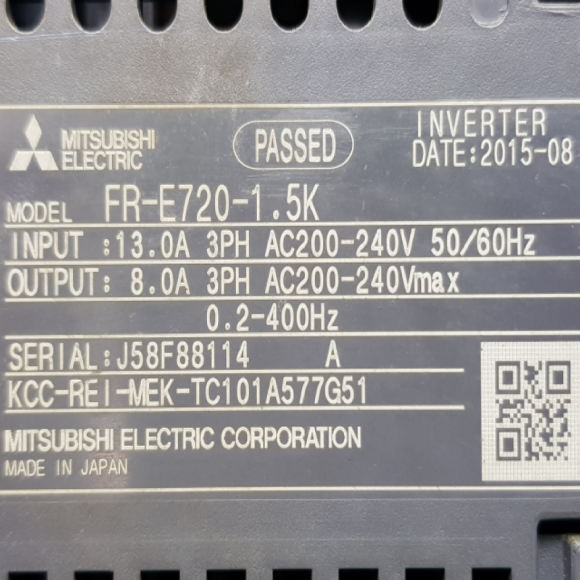 MITSUBISHI
ELECTRIC
PASSED
INVERTER
DATE:2015-08
MODEL FR-E720-1.5K
INPUT :13.0A 3PH AC200-240V 50/60Hz
OUTPUT: 8.0A 3PH AC200-240Vmax
0.2-400Hz
SERIAL:J58F88114 A
KCC-REI-MEK-TC101A577G51
MITSUBISHI ELECTRIC CORPORATION
MADE IN JAPAN